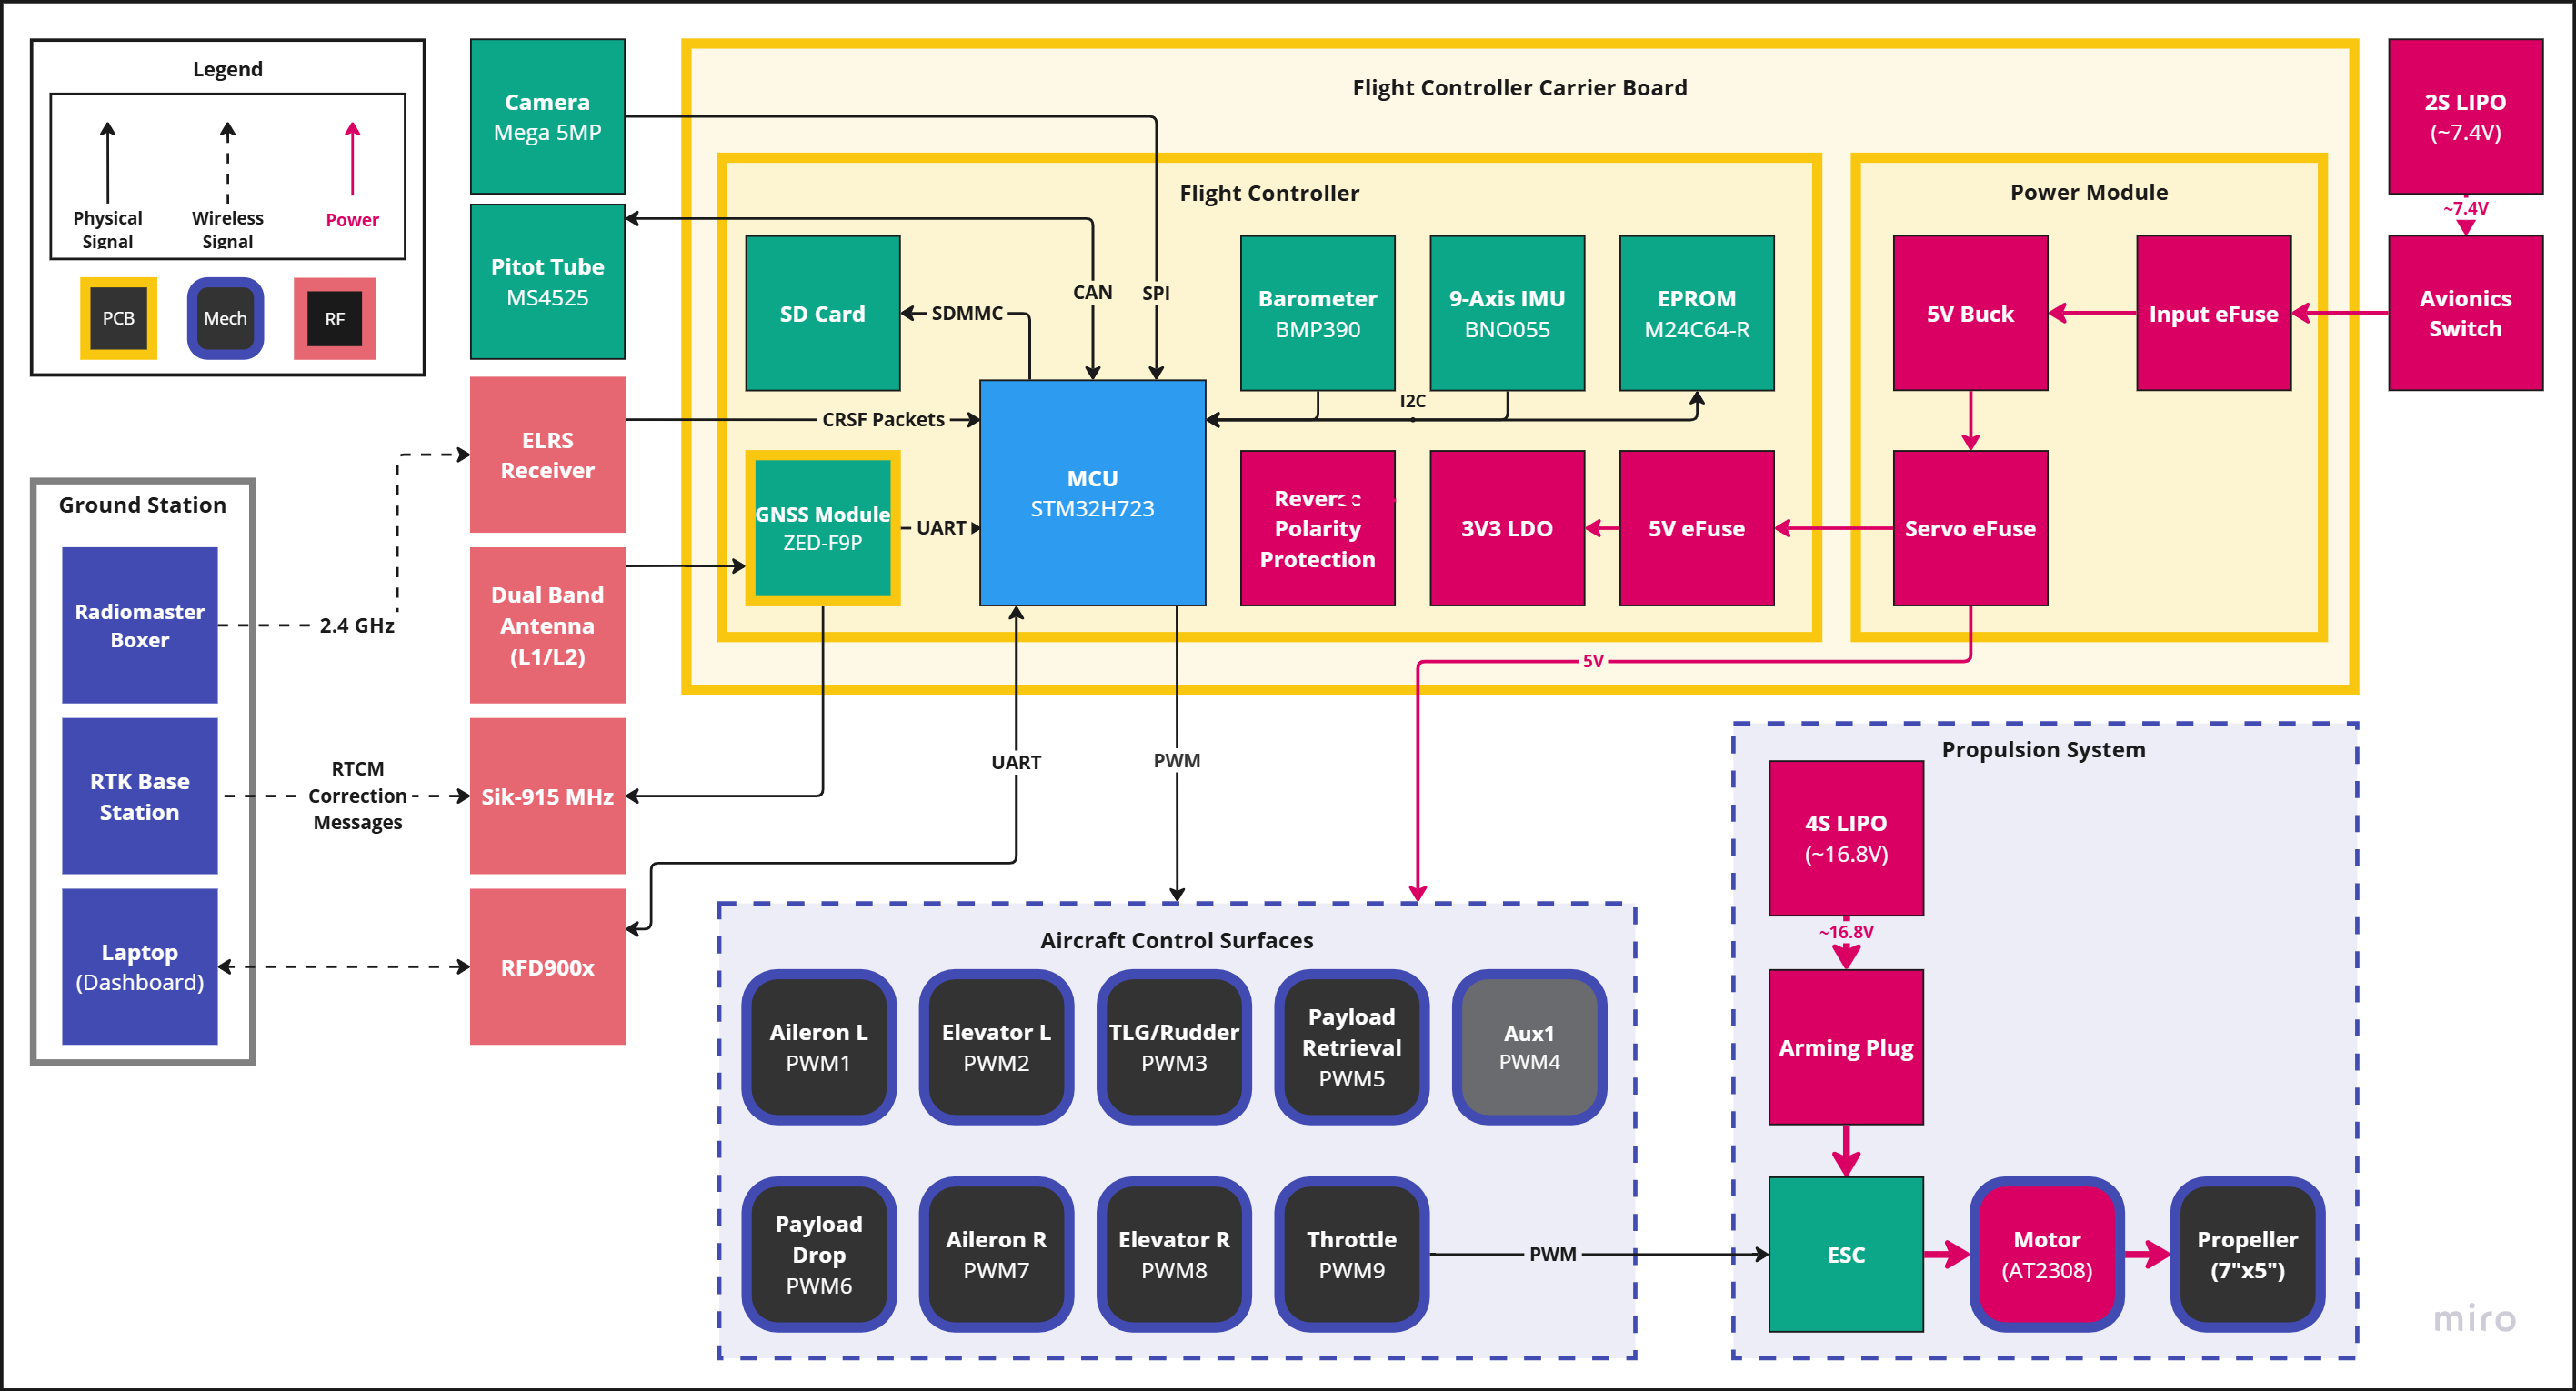 Legend
Physical
Signal
Wireless
Signal
Power
PCB
Mech
RF
Camera
Mega 5MP
Pitot Tube
MS4525
ELRS
Receiver
Dual Band
Antenna
(L1/L2)
Sik-915 MHz
RFD900x
Ground Station
Radiomaster
Boxer
RTK Base
Station
Laptop
(Dashboard)
2.4 GHz
RTCM
Correction
Messages
Flight Controller Carrier Board
Flight Controller
SD Card
SDMMC
CAN
SPI
Barometer
BMP390
9-Axis IMU
BNO055
EPROM
M24C64-R
CRSF Packets
I2C
GNSS Module
ZED-F9P
UART
MCU
STM32H723
Polarity
Protection
3V3 LDO
5V eFuse
Power Module
5V Buck
Input eFuse
Servo eFuse
2S LIPO
(~7.4V)
~7.4V
Avionics
Switch
5V
UART
PWM
Aircraft Control Surfaces
Aileron L
PWM1
Elevator L
PWM2
TLG/Rudder
PWM3
Payload
Retrieval
PWM5
Aux1
PWM4
Payload
Drop
PWM6
Aileron R
PWM7
Elevator R
PWM8
Throttle
PWM9
PWM
Propulsion System
4S LIPO
(~16.8V)
~16.8V
Arming Plug
ESC
Motor
(AT2308)
Propeller
(7"x5")
miro